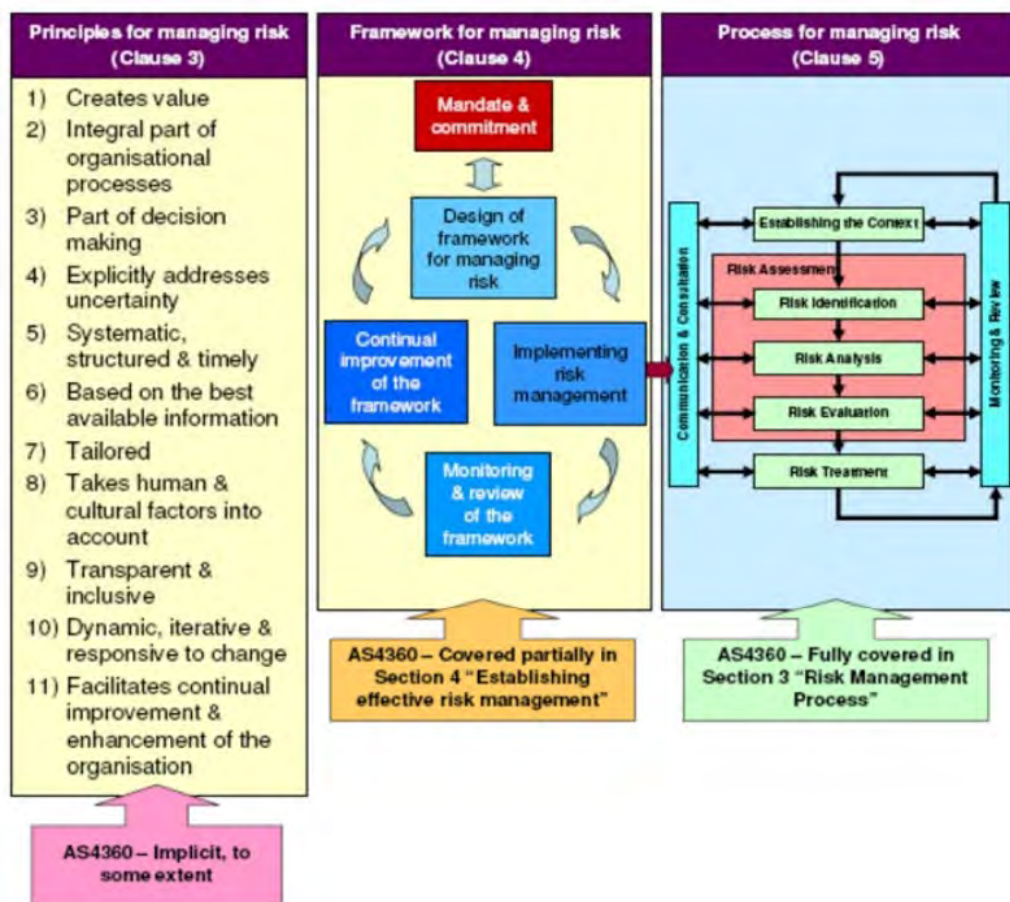 Principles for managing risk
(Clause 3)
1) Creates value
2) Integral part of
organisational
processes
3) Part of decision
making
4) Explicitly addresses
uncertainty
5) Systematic,
structured & timely
6) Based on the best
available information
7) Tailored
8) Takes human &
cultural factors into
account
9) Transparent &
inclusive
10) Dynamic, iterative &
responsive to change
11) Facilitates continual
improvement &
enhancement of the
organisation
AS4360 – Implicit, to
some extent
Framework for managing risk
(Clause 4)
Mandate &
commitment
Design of
framework
for managing
risk
Continual
improvement
of the
framework
Implementing
risk
management
Monitoring
& review
of the
framework
AS4360 – Covered partially in
Section 4 “Establishing
effective risk management”
Process for managing risk
(Clause 5)
Communication & Consultation
Establishing the Context
Risk Assessment
Risk Identification
Risk Analysis
Risk Evaluation
Risk Treatment
Monitoring & Review
AS4360 – Fully covered in
Section 3 “Risk Management
Process”